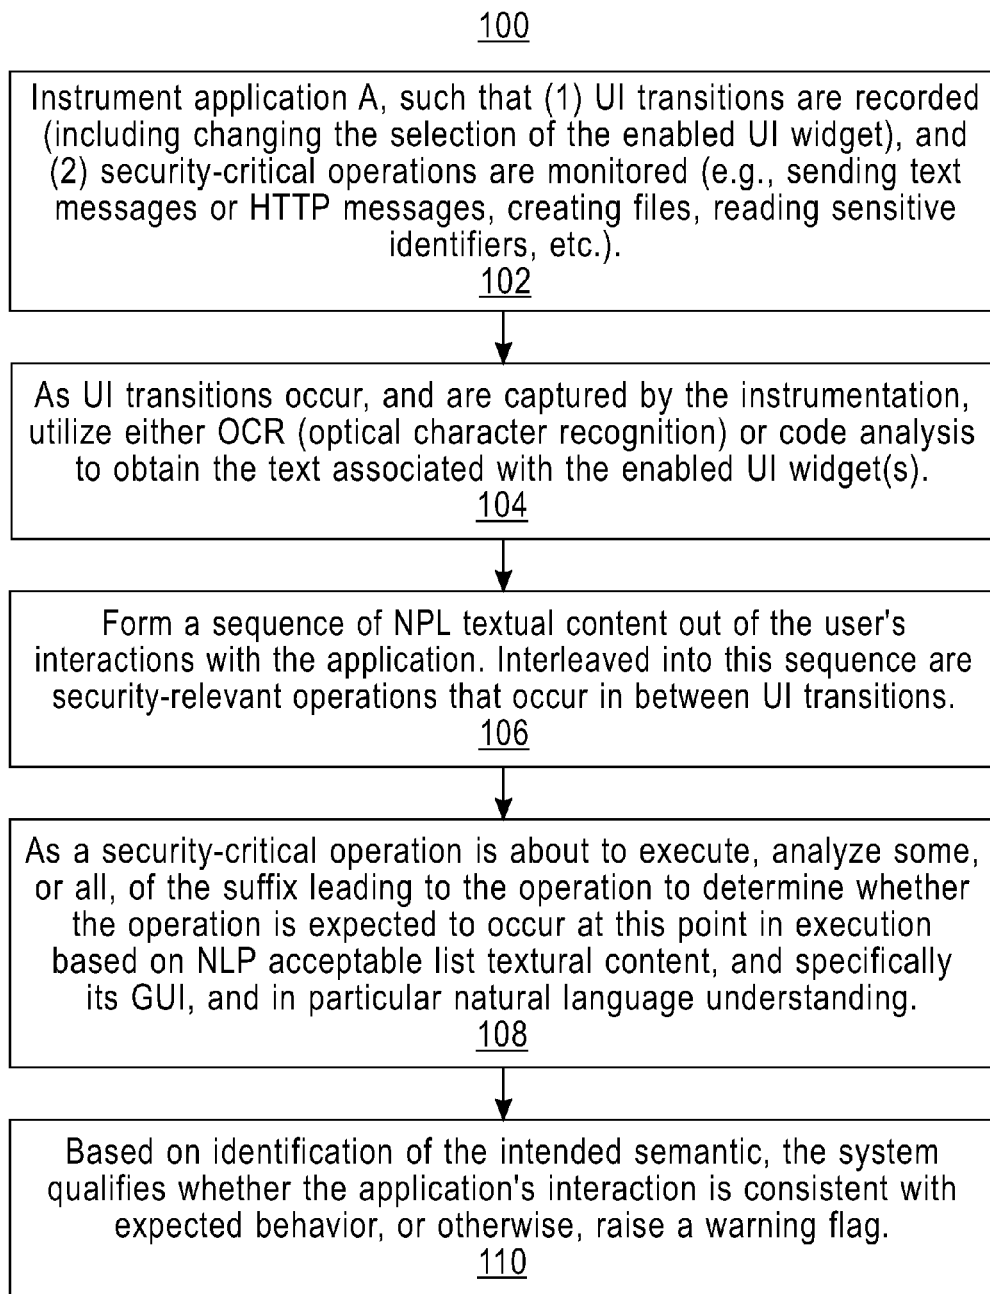 100
Instrument application A, such that (1) UI transitions are recorded
(including changing the selection of the enabled UI widget), and
(2) security-critical operations are monitored (e.g., sending text
messages or HTTP messages, creating files, reading sensitive
identifiers, etc.).
102
As UI transitions occur, and are captured by the instrumentation,
utilize either OCR (optical character recognition) or code analysis
to obtain the text associated with the enabled UI widget(s).
104
Form a sequence of NPL textual content out of the user's
interactions with the application. Interleaved into this sequence are
security-relevant operations that occur in between UI transitions.
106
As a security-critical operation is about to execute, analyze some,
or all, of the suffix leading to the operation to determine whether
the operation is expected to occur at this point in execution
based on NLP acceptable list textural content, and specifically
its GUI, and in particular natural language understanding.
108
Based on identification of the intended semantic, the system
qualifies whether the application's interaction is consistent with
expected behavior, or otherwise, raise a warning flag.
110